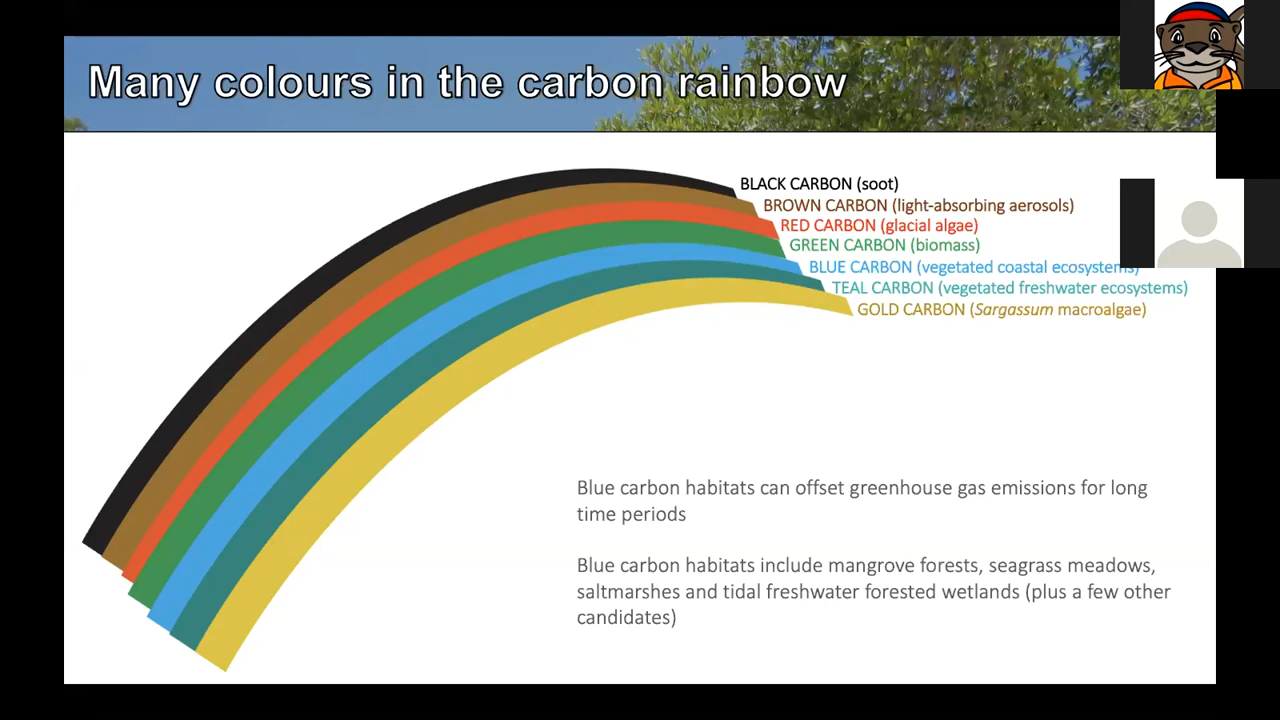 Many colours in the carbon rainbow
BLACK CARBON (soot)
BROWN CARBON (light-absorbing aerosols)
RED CARBON (glacial algae)
GREEN CARBON (biomass)
BLUE CARBON (vegetated coastal ecosystems)
TEAL CARBON (vegetated freshwater ecosystems)
GOLD CARBON (Sargassum macroalgae)
Blue carbon habitats can offset greenhouse gas emissions for long
time periods
Blue carbon habitats include mangrove forests, seagrass meadows,
saltmarshes and tidal freshwater forested wetlands (plus a few other
candidates)